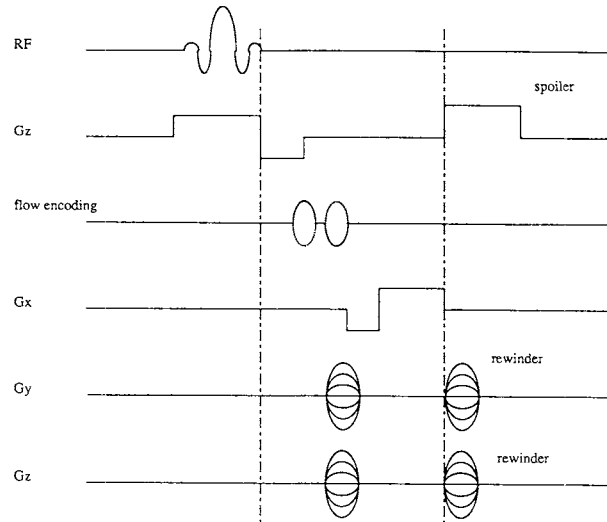 RF
spoiler
Gz
flow encoding
Gx
rewinder
Gy
rewinder
Gz